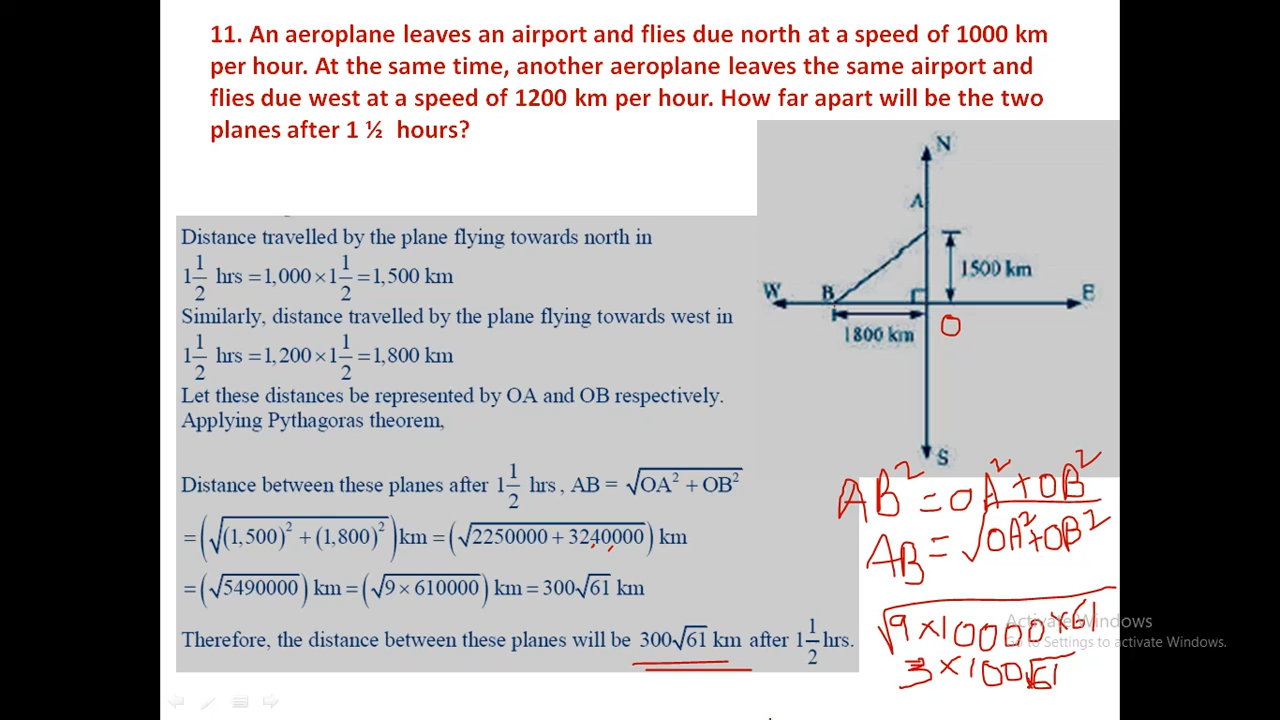 11. An aeroplane leaves an airport and flies due north at a speed of 1000 km
per hour. At the same time, another aeroplane leaves the same airport and
flies due west at a speed of 1200 km per hour. How far apart will be the two
planes after 1 ½ hours?
N
A
1500 km
W B E
1800 km
O
S
Distance travelled by the plane flying towards north in
1 1/2 hrs = 1,000 × 1 1/2 = 1,500 km
Similarly, distance travelled by the plane flying towards west in
1 1/2 hrs = 1,200 × 1 1/2 = 1,800 km
Let these distances be represented by OA and OB respectively.
Applying Pythagoras theorem,
Distance between these planes after 1 1/2 hrs, AB = √(OA² + OB²)
= (√((1,500)² + (1,800)²)) km = (√(2250000 + 3240000)) km
= (√5490000) km = (√(9 × 610000)) km = 300√61 km
Therefore, the distance between these planes will be 300√61 km after 1 1/2 hrs.
AB² = OA² + OB²
AB = √(OA² + OB²)
√(9 × 10000 × 61)
3 × 100√61
Activate Windows
Go to Settings to activate Windows.